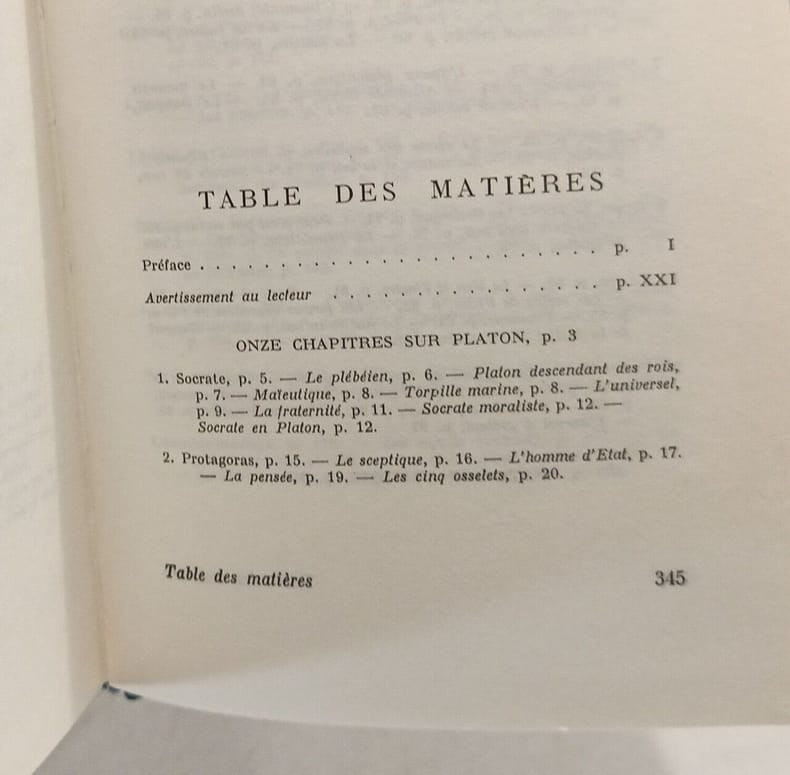 TABLE DES MATIÈRES
Préface . . . . . . . . . . . . . . . . . . . . . . . . . p. I
Avertissement au lecteur . . . . . . . . . . . . . . . . . p. XXI
ONZE CHAPITRES SUR PLATON, p. 3
1. Socrate, p. 5. — Le plébéien, p. 6. — Platon descendant des rois,
p. 7. — Maïeutique, p. 8. — Torpille marine, p. 8. — L'universel,
p. 9. — La fraternité, p. 11. — Socrate moraliste, p. 12. —
Socrate en Platon, p. 12.
2. Protagoras, p. 15. — Le sceptique, p. 16. — L'homme d'Etat, p. 17.
— La pensée, p. 19. — Les cinq osselets, p. 20.
Table des matières 345